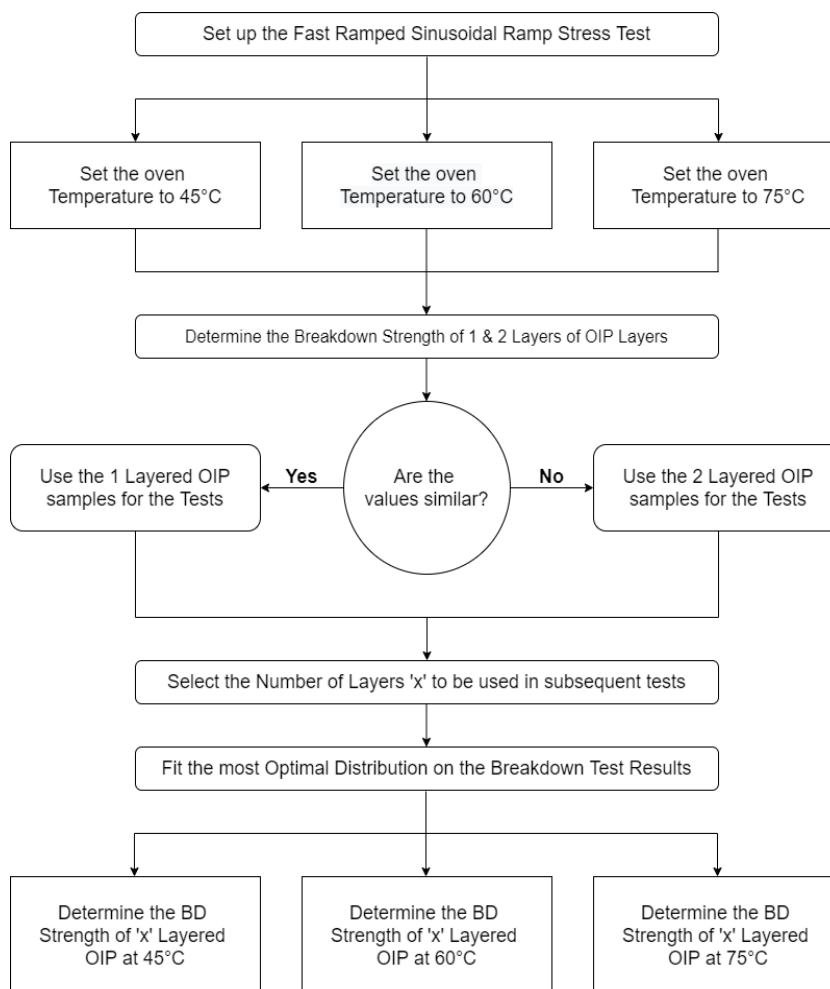 Set up the Fast Ramped Sinusoidal Ramp Stress Test
Set the oven
Temperature to 45°C
Set the oven
Temperature to 60°C
Set the oven
Temperature to 75°C
Determine the Breakdown Strength of 1 & 2 Layers of OIP Layers
Use the 1 Layered OIP
samples for the Tests
Yes
Are the
values similar?
No
Use the 2 Layered OIP
samples for the Tests
Select the Number of Layers 'x' to be used in subsequent tests
Fit the most Optimal Distribution on the Breakdown Test Results
Determine the BD
Strength of 'x' Layered
OIP at 45°C
Determine the BD
Strength of 'x' Layered
OIP at 60°C
Determine the BD
Strength of 'x' Layered
OIP at 75°C